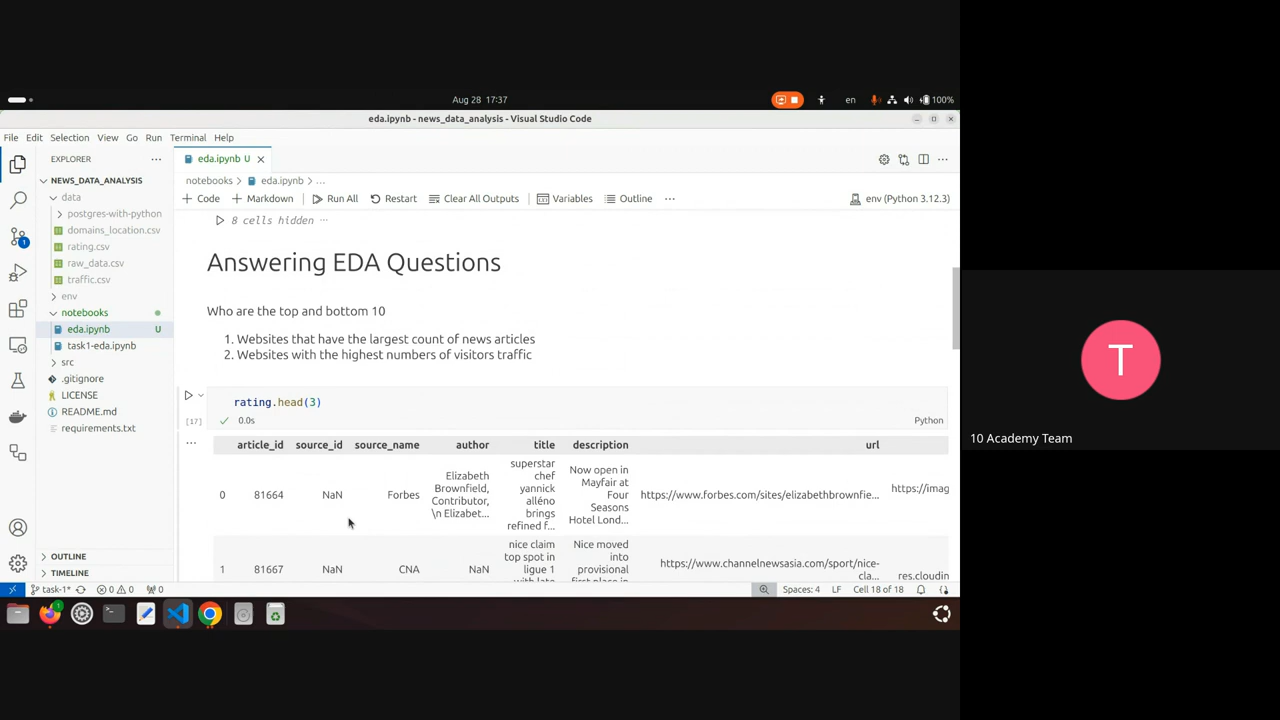 Aug 28 17:37
en
100%
eda.ipynb - news_data_analysis - Visual Studio Code
File Edit Selection View Go Run Terminal Help
EXPLORER
eda.ipynb U
NEWS_DATA_ANALYSIS
notebooks > eda.ipynb > ...
data
+ Code + Markdown Run All Restart Clear All Outputs Variables Outline ... env (Python 3.12.3)
postgres-with-python
8 cells hidden ...
domains_location.csv
rating.csv
raw_data.csv
traffic.csv
env
notebooks
eda.ipynb U
task1-eda.ipynb
src
.gitignore
LICENSE
README.md
requirements.txt
OUTLINE
TIMELINE
Answering EDA Questions
Who are the top and bottom 10
1. Websites that have the largest count of news articles
2. Websites with the highest numbers of visitors traffic
rating.head(3)
[17] 0.0s Python
article_id source_id source_name author title description url
0 81664 NaN Forbes Elizabeth Brownfield, Contributor, \n Elizabet... superstar chef yannick alléno brings refined f... Now open in Mayfair at Four Seasons Hotel Lond... https://www.forbes.com/sites/elizabethbrownfie... https://imag
1 81667 NaN CNA NaN nice claim top spot in ligue 1 Nice moved into provisional https://www.channelnewsasia.com/sport/nice-cla... res.cloudin
task-1* 0 0 0 Spaces: 4 LF Cell 18 of 18
1
1
T
10 Academy Team